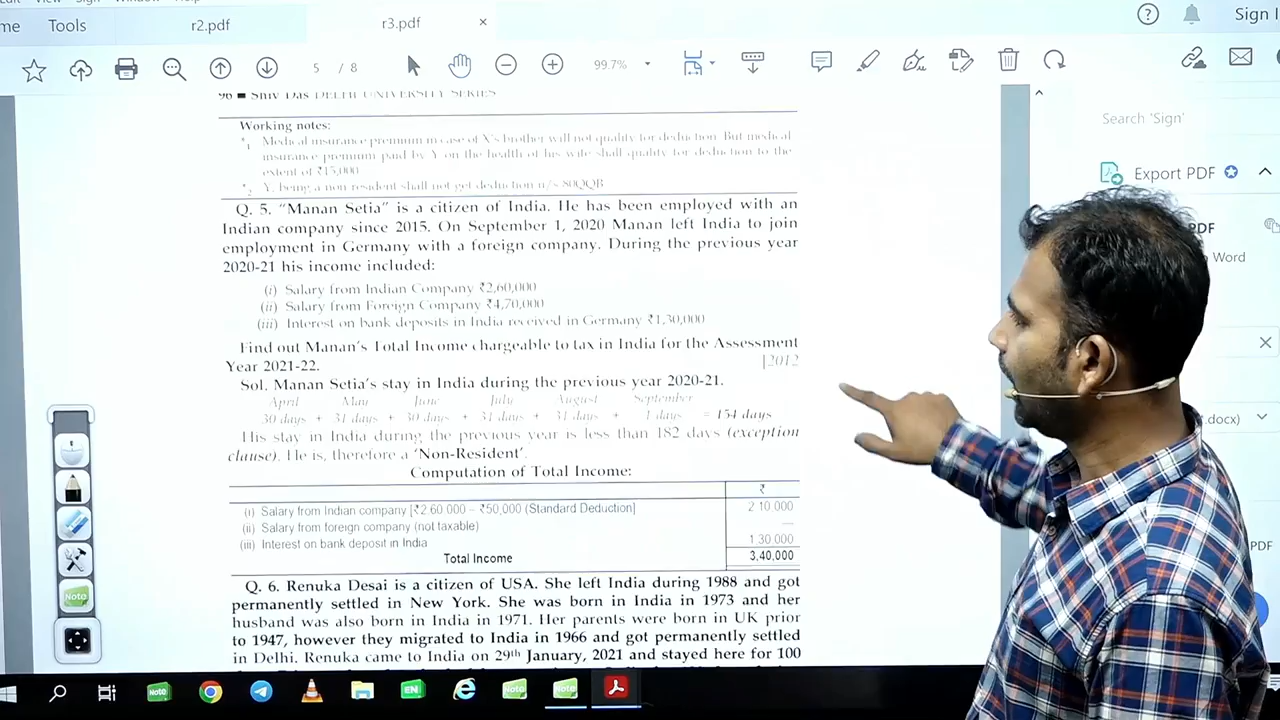 me Tools r2.pdf r3.pdf × Sign I
5 / 8 99.7%
96 ■ Shiv Das DELHI UNIVERSITY SERIES
Working notes:
*1 Medical insurance premium in case of X's brother will not qualify for deduction. But medical
insurance premium paid by Y on the health of his wife shall qualify for deduction to the
extent of ₹15,000
*2 Y, being a non resident shall not get deduction u/s 80QQB
Q. 5. "Manan Setia" is a citizen of India. He has been employed with an
Indian company since 2015. On September 1, 2020 Manan left India to join
employment in Germany with a foreign company. During the previous year
2020-21 his income included:
(i) Salary from Indian Company ₹2,60,000
(ii) Salary from Foreign Company ₹4,70,000
(iii) Interest on bank deposits in India received in Germany ₹1,30,000
Find out Manan's Total Income chargeable to tax in India for the Assessment
Year 2021-22. [2012
Sol. Manan Setia's stay in India during the previous year 2020-21.
April May June July August September
30 days + 31 days + 30 days + 31 days + 31 days + 1 days = 154 days
His stay in India during the previous year is less than 182 days (exception
clause). He is, therefore a 'Non-Resident'.
Computation of Total Income:
₹
(i) Salary from Indian company [₹2,60,000 – ₹50,000 (Standard Deduction] 2,10,000
(ii) Salary from foreign company (not taxable) —
(iii) Interest on bank deposit in India 1,30,000
Total Income 3,40,000
Q. 6. Renuka Desai is a citizen of USA. She left India during 1988 and got
permanently settled in New York. She was born in India in 1973 and her
husband was also born in India in 1971. Her parents were born in UK prior
to 1947, however they migrated to India in 1966 and got permanently settled
in Delhi. Renuka came to India on 29th January, 2021 and stayed here for 100
Search 'Sign'
Export PDF
PDF
to Word
.docx)
PDF
Note
Note EN Note Note